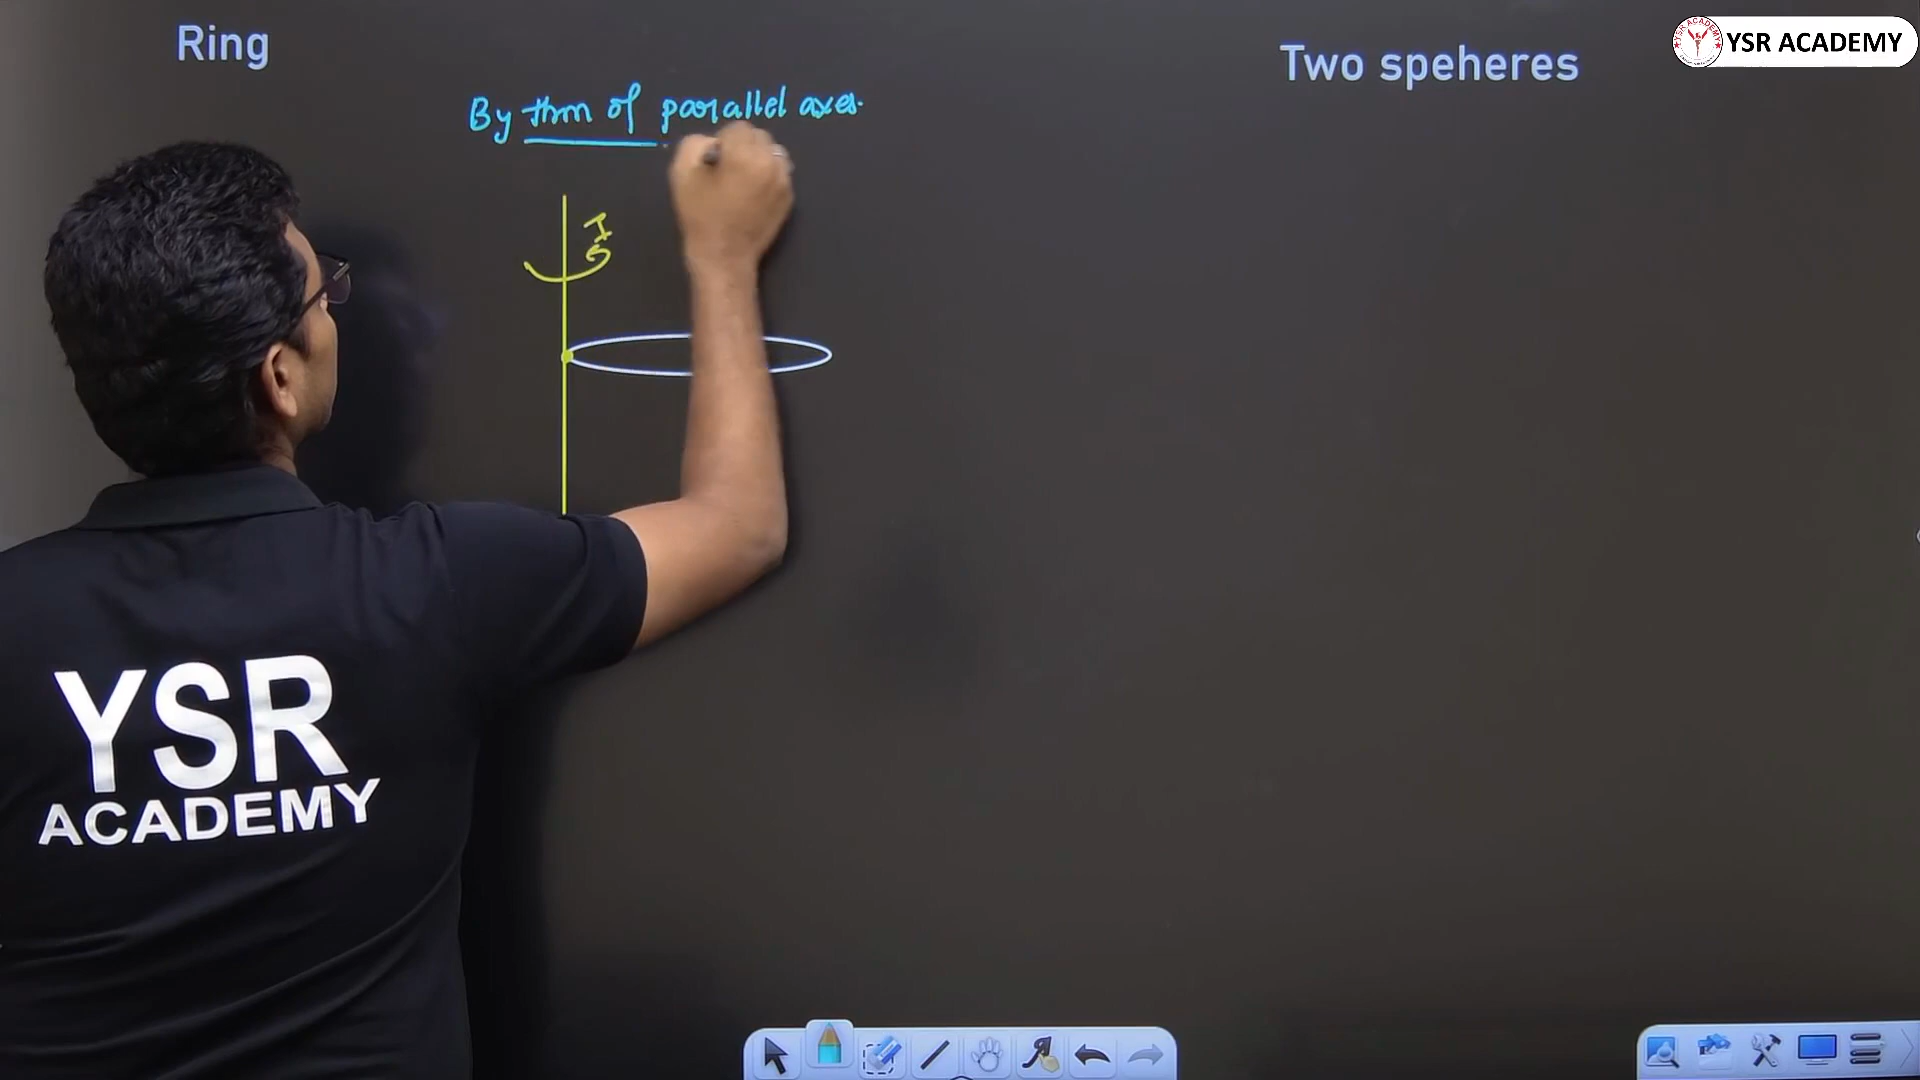 Ring
Two speheres
YSR ACADEMY
By thm of parallel axes.
I
YSR
ACADEMY